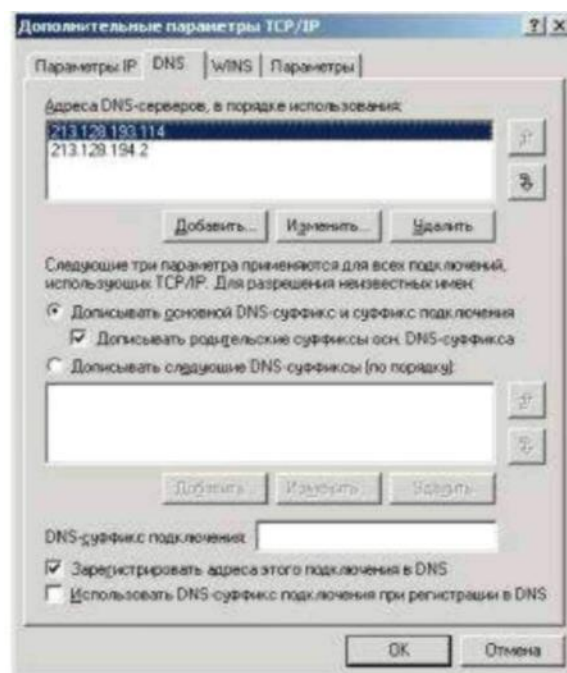 Дополнительные параметры TCP/IP
Параметры IP DNS WINS Параметры
Адреса DNS-серверов, в порядке использования:
213.128.193.114
213.128.194.2
Добавить... Изменить... Удалить
Следующие три параметра применяются для всех подключений,
использующих TCP/IP. Для разрешения неизвестных имен:
Дописывать основной DNS-суффикс и суффикс подключения
Дописывать родительские суффиксы осн. DNS-суффикса
Дописывать следующие DNS-суффиксы (по порядку):
Добавить... Изменить... Удалить
DNS-суффикс подключения:
Зарегистрировать адреса этого подключения в DNS
Использовать DNS-суффикс подключения при регистрации в DNS
OK Отмена